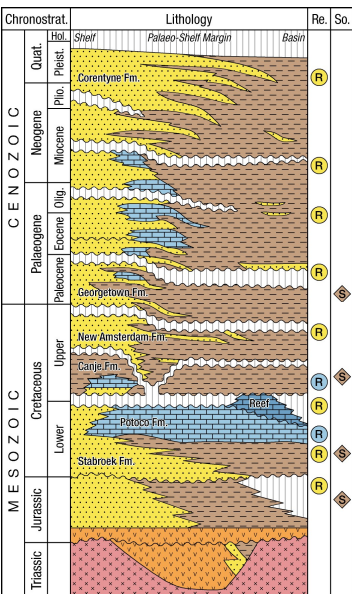 Chronostrat. Lithology Re. So.
Hol. Shelf Palaeo-Shelf Margin Basin
CENOZOIC
Quat.
Pleist.
Corentyne Fm.
R
Neogene
Plio.
Miocene
R
Palaeogene
Olig.
R
Eocene
Paleocene
R
Georgetown Fm.
S
MESOZOIC
Cretaceous
Upper
New Amsterdam Fm.
R
Canje Fm.
S
R
Lower
Reef
R
Potoco Fm.
R
Stabroek Fm.
R
S
Jurassic
R
S
Triassic